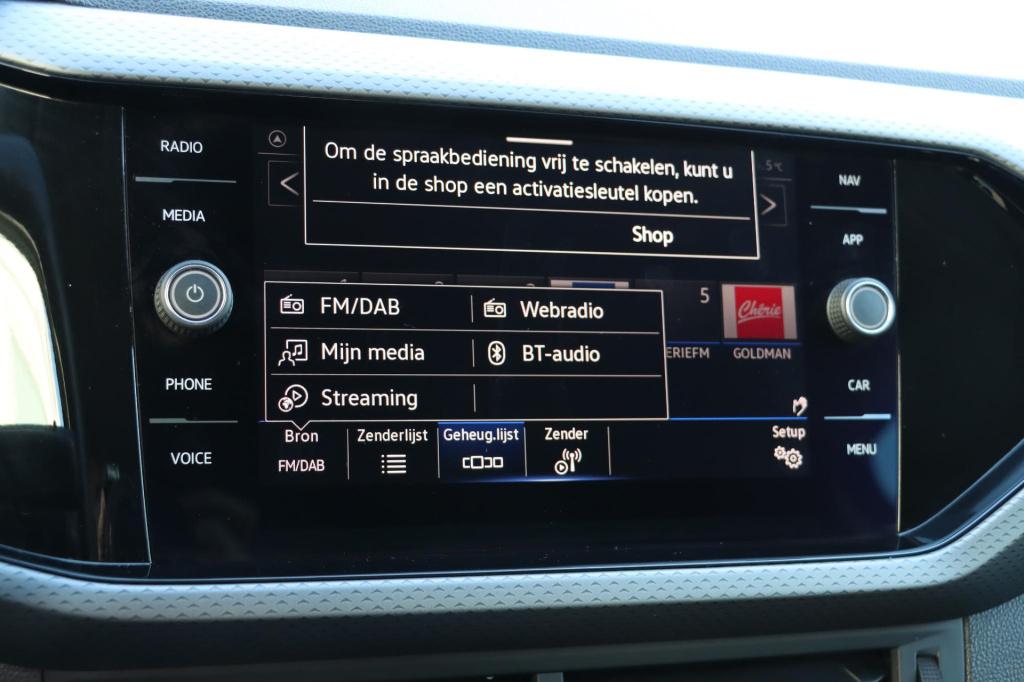 RADIO
MEDIA
PHONE
VOICE
Om de spraakbediening vrij te schakelen, kunt u
in de shop een activatiesleutel kopen.
Shop
5°C
FM/DAB
Webradio
Mijn media
BT-audio
Streaming
5
Chérie
ERIEFM
GOLDMAN
Bron
FM/DAB
Zenderlijst
Geheug.lijst
Zender
Setup
NAV
APP
CAR
MENU